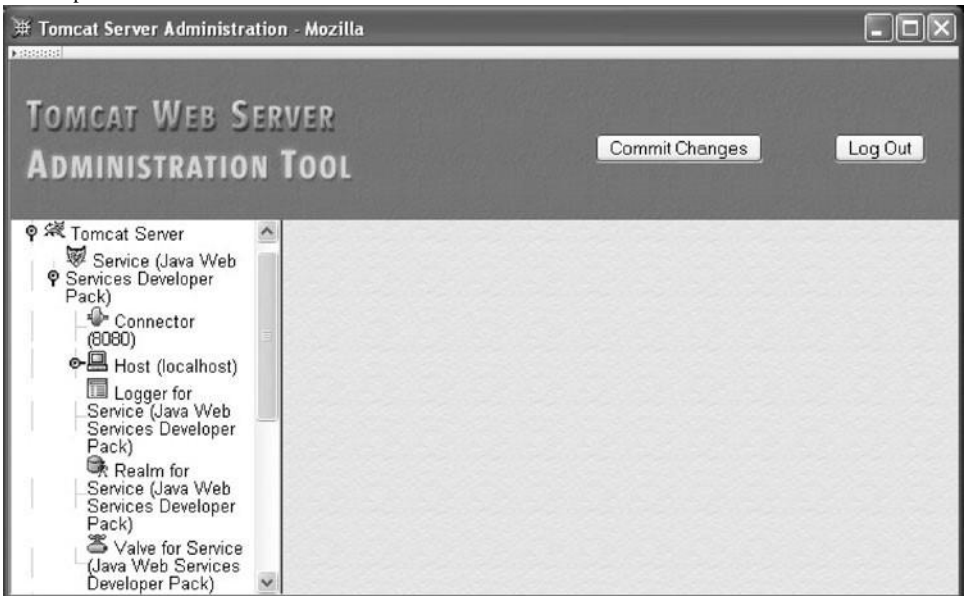 Tomcat Server Administration - Mozilla
TOMCAT WEB SERVER
ADMINISTRATION TOOL
Commit Changes
Log Out
Tomcat Server
Service (Java Web
Services Developer
Pack)
Connector
(8080)
Host (localhost)
Logger for
Service (Java Web
Services Developer
Pack)
Realm for
Service (Java Web
Services Developer
Pack)
Valve for Service
(Java Web Services
Developer Pack)